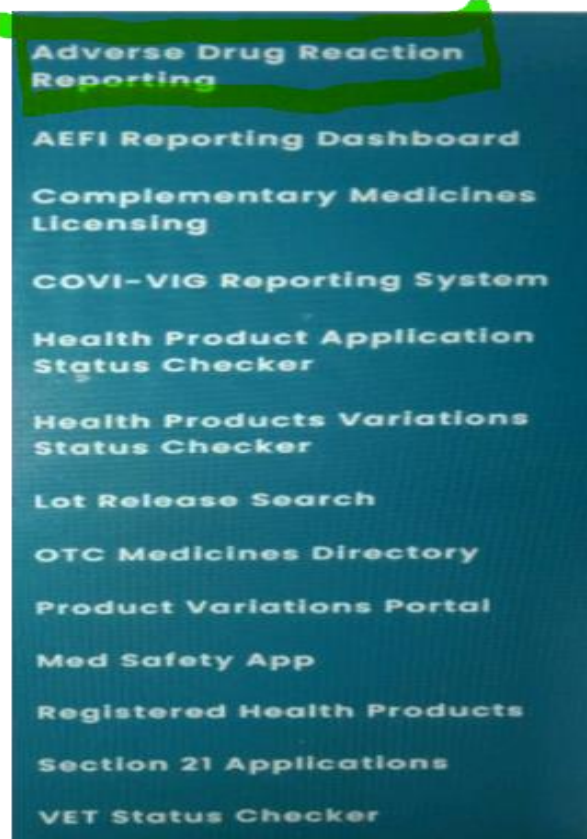 Adverse Drug Reaction
Reporting
AEFI Reporting Dashboard
Complementary Medicines
Licensing
COVI-VIG Reporting System
Health Product Application
Status Checker
Health Products Variations
Status Checker
Lot Release Search
OTC Medicines Directory
Product Variations Portal
Med Safety App
Registered Health Products
Section 21 Applications
VET Status Checker